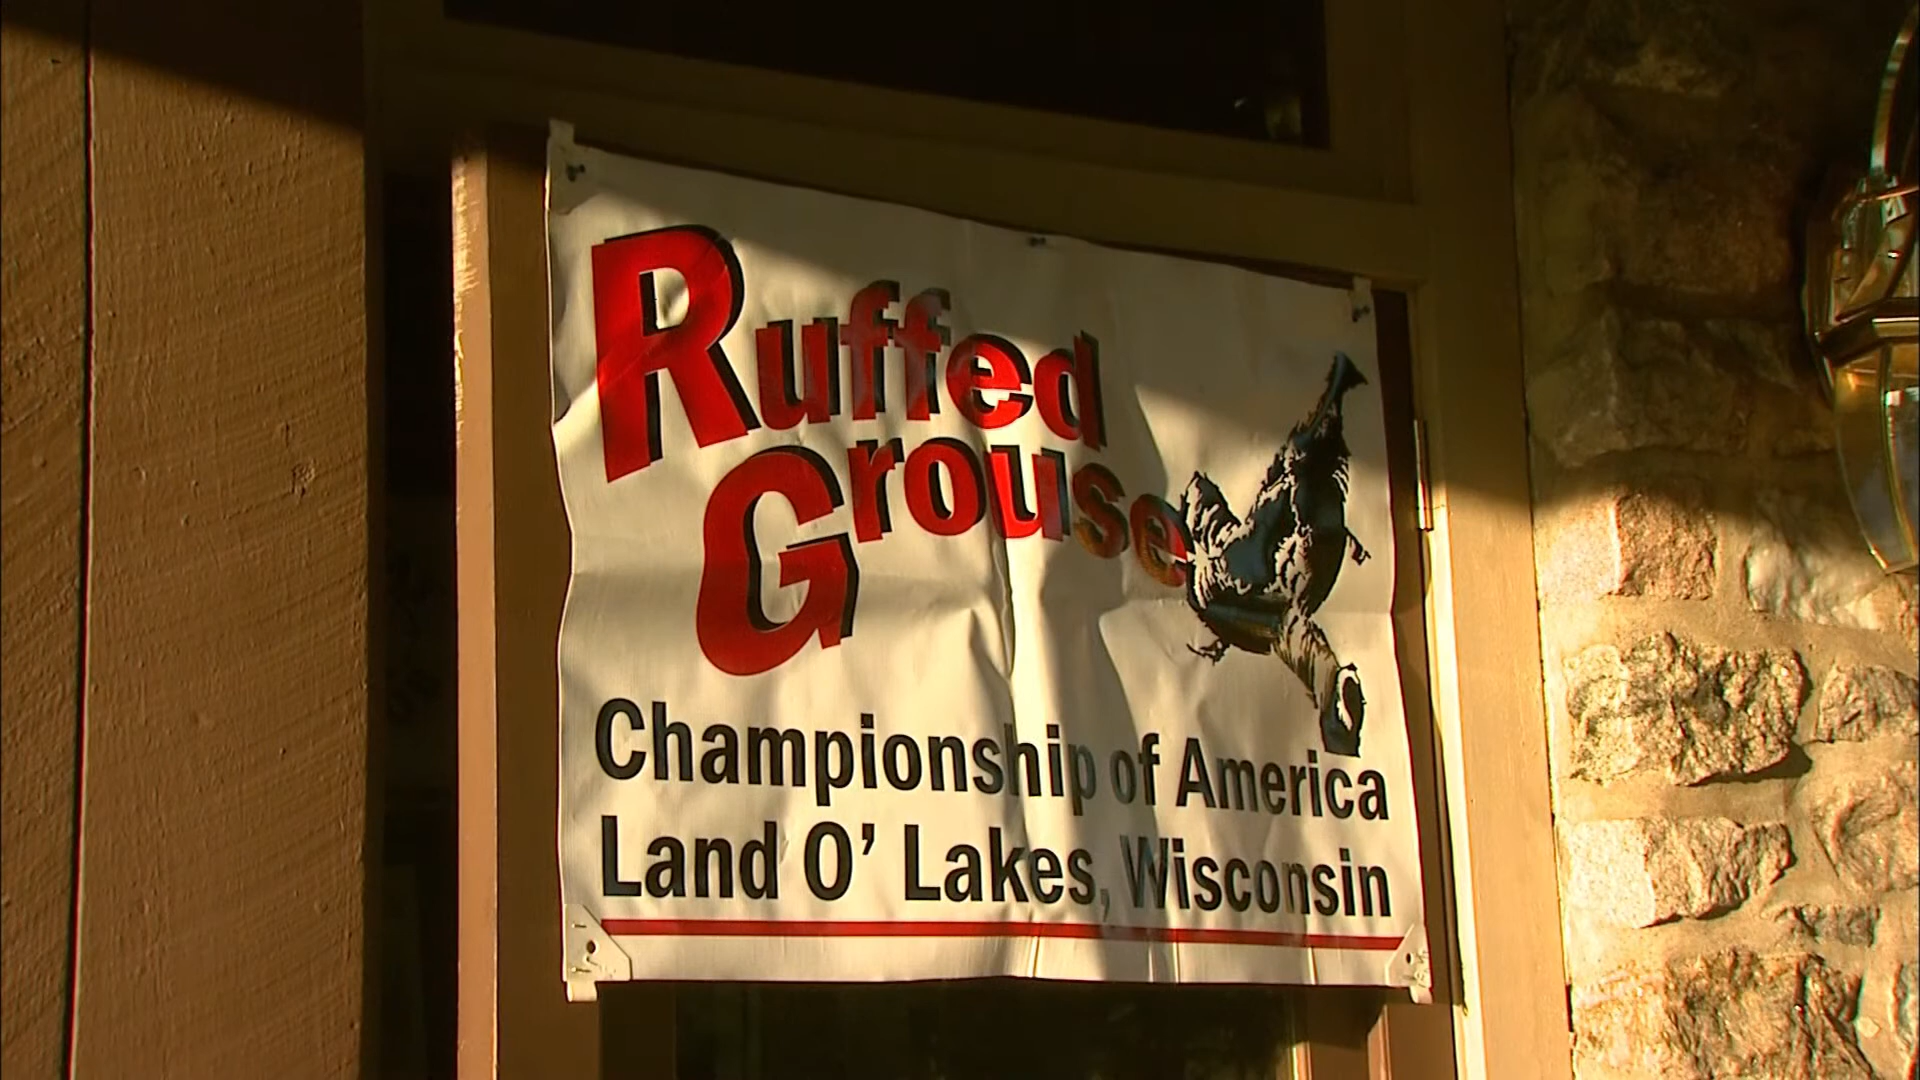 Ruffed
Grouse
Championship of America
Land O' Lakes, Wisconsin